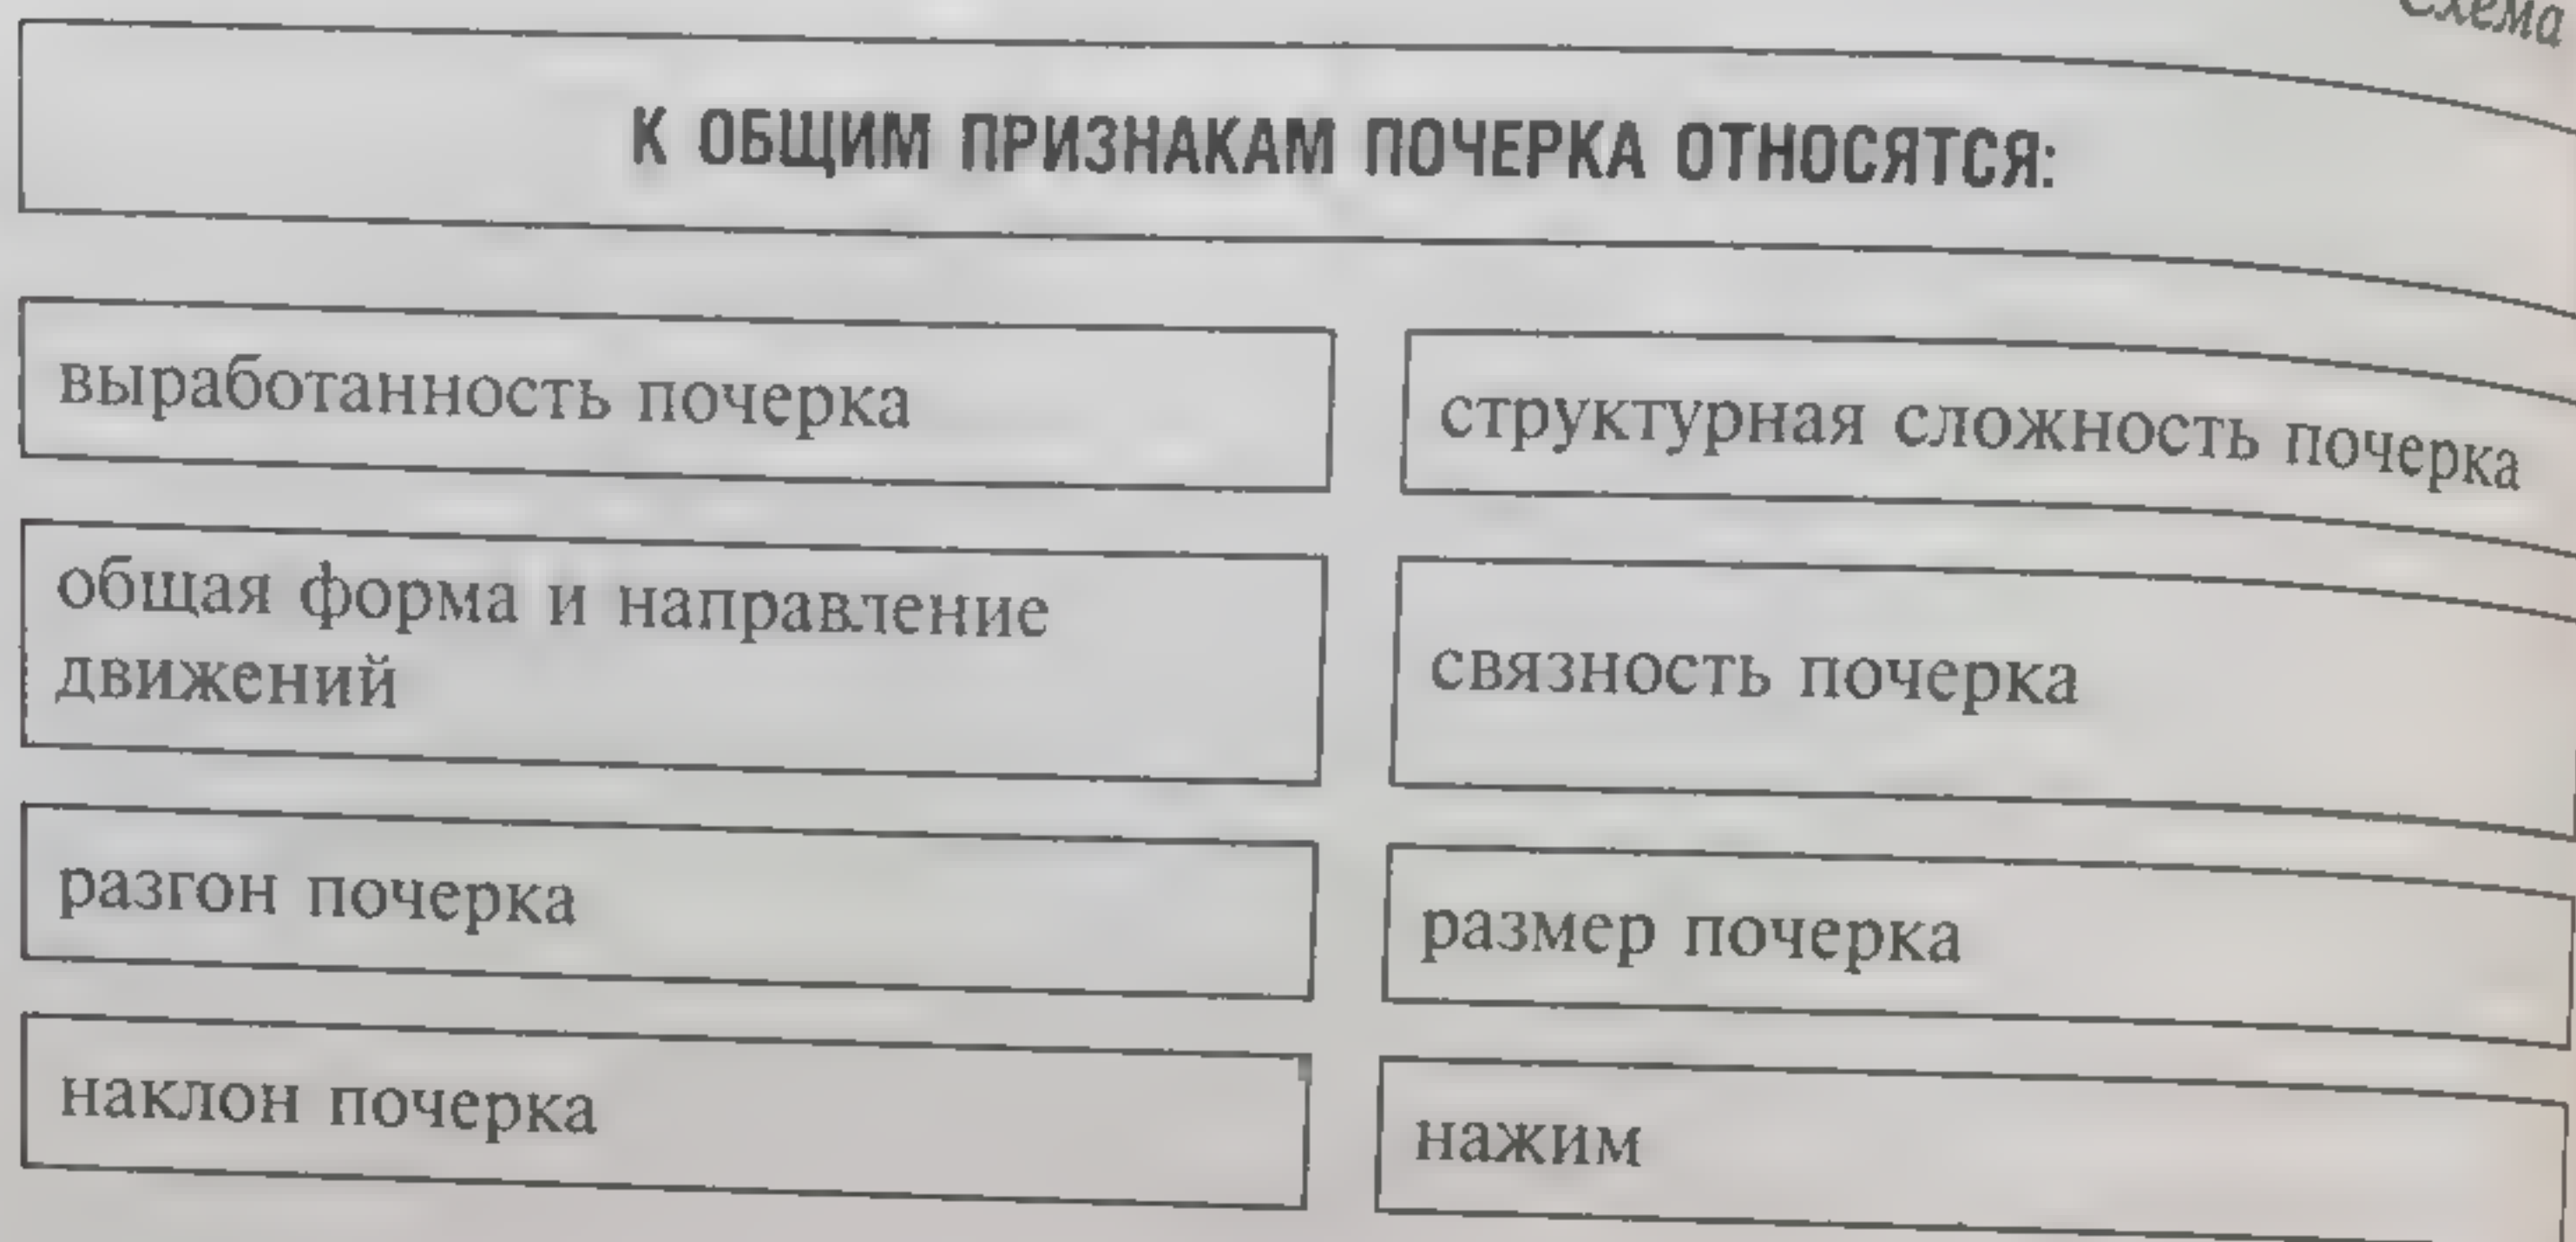 Схема
К ОБЩИМ ПРИЗНАКАМ ПОЧЕРКА ОТНОСЯТСЯ:
выработанность почерка
структурная сложность почерка
общая форма и направление
движений
связность почерка
разгон почерка
размер почерка
наклон почерка
нажим